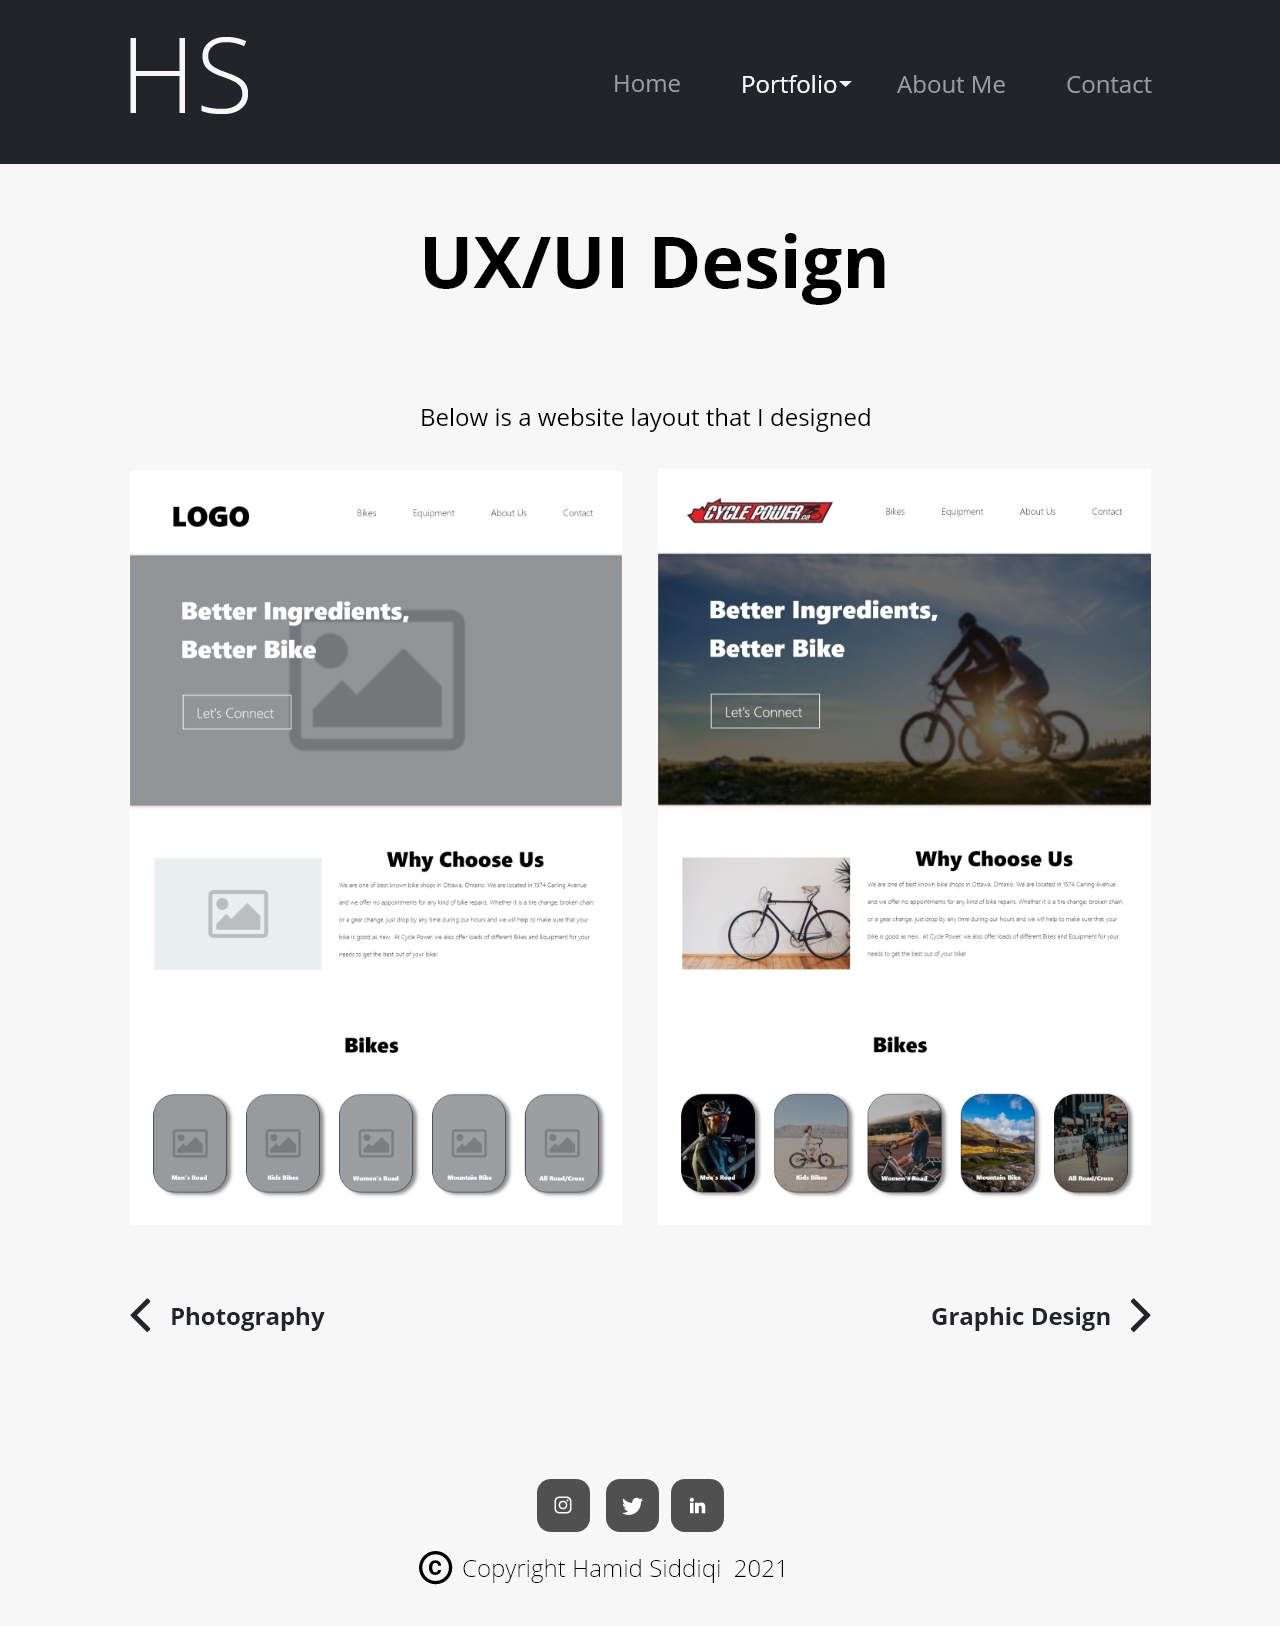 HS
Home
Portfolio
About Me
Contact
UX/UI Design
Below is a website layout that I designed
LOGO
Bikes
Equipment
About Us
Contact
Better Ingredients,
Better Bike
Let's Connect
Why Choose Us
We are one of best known bike shops in Ottawa, Ontario. We are located in 1374 Carling Avenue
and we offer no appointments for any kind of bike repairs. Whether it is a tire change, broken chain,
or a gear change, just drop by any time during our hours and we will help to make sure that your
bike is good as new. At Cycle Power, we also offer loads of different Bikes and Equipment for your
needs to get the best out of your bike!
Bikes
Men's Road
Kids Bikes
Women's Road
Mountain Bike
All Road/Cross
CYCLE POWER.ca
Bikes
Equipment
About Us
Contact
Better Ingredients,
Better Bike
Let's Connect
Why Choose Us
We are one of best known bike shops in Ottawa, Ontario. We are located in 1374 Carling Avenue
and we offer no appointments for any kind of bike repairs. Whether it is a tire change, broken chain,
or a gear change, just drop by any time during our hours and we will help to make sure that your
bike is good as new. At Cycle Power, we also offer loads of different Bikes and Equipment for your
needs to get the best out of your bike!
Bikes
Men's Road
Kids Bikes
Women's Road
Mountain Bike
All Road/Cross
Photography
Graphic Design
© Copyright Hamid Siddiqi 2021